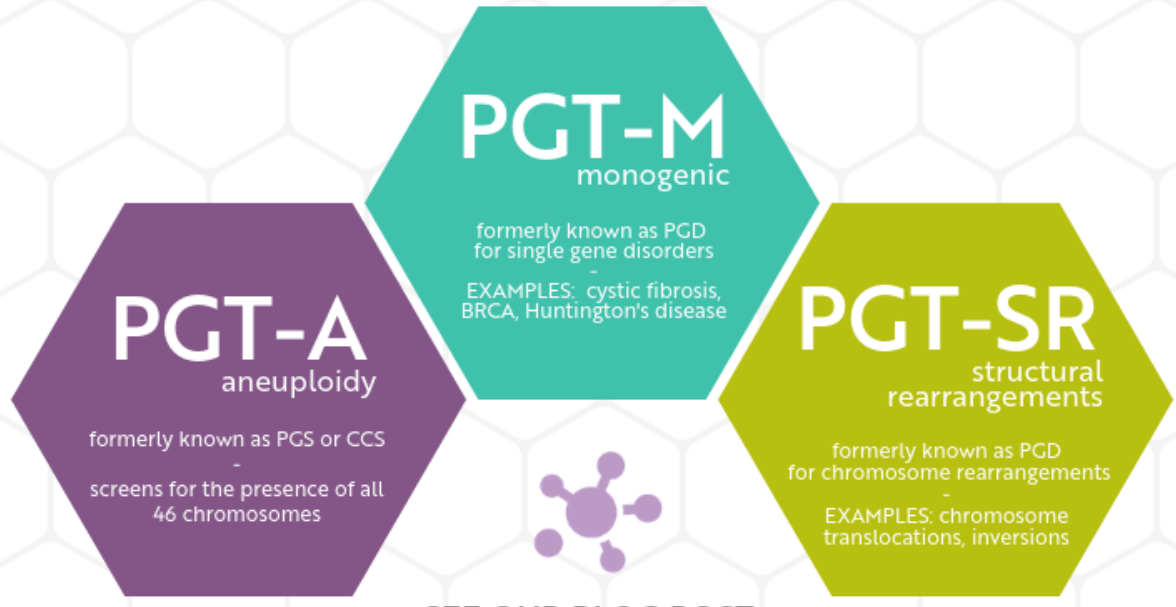 PGT-M
monogenic
formerly known as PGD
for single gene disorders
-
EXAMPLES: cystic fibrosis,
BRCA, Huntington's disease
PGT-A
aneuploidy
formerly known as PGS or CCS
-
screens for the presence of all
46 chromosomes
PGT-SR
structural
rearrangements
formerly known as PGD
for chromosome rearrangements
-
EXAMPLES: chromosome
translocations, inversions